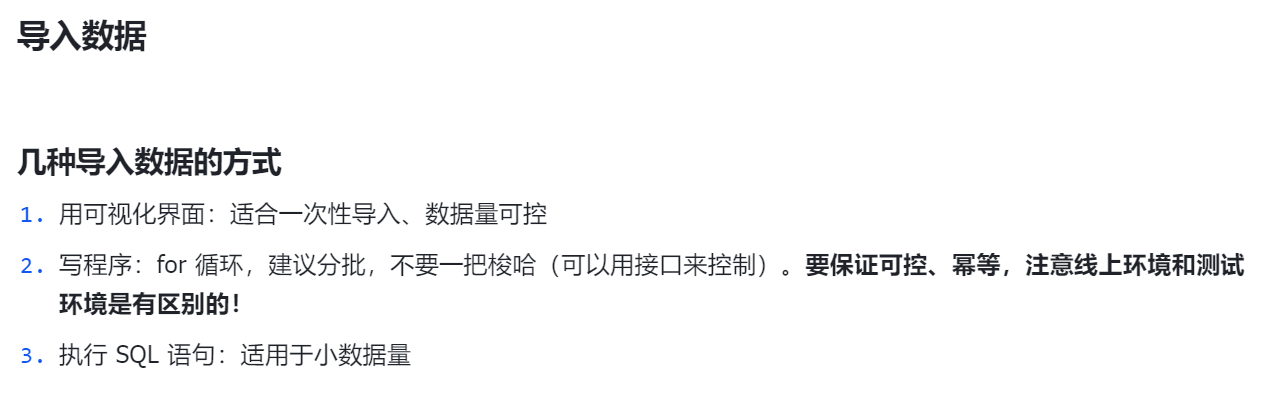 导入数据
几种导入数据的方式
1. 用可视化界面：适合一次性导入、数据量可控
2. 写程序：for 循环，建议分批，不要一把梭哈（可以用接口来控制）。要保证可控、幂等，注意线上环境和测试
环境是有区别的！
3. 执行 SQL 语句：适用于小数据量